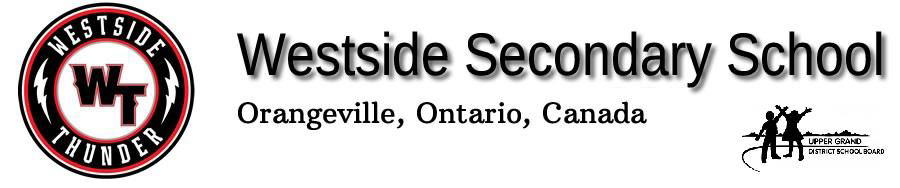 WESTSIDE
WT
THUNDER
Westside Secondary School
Orangeville, Ontario, Canada
UPPER GRAND
DISTRICT SCHOOL BOARD